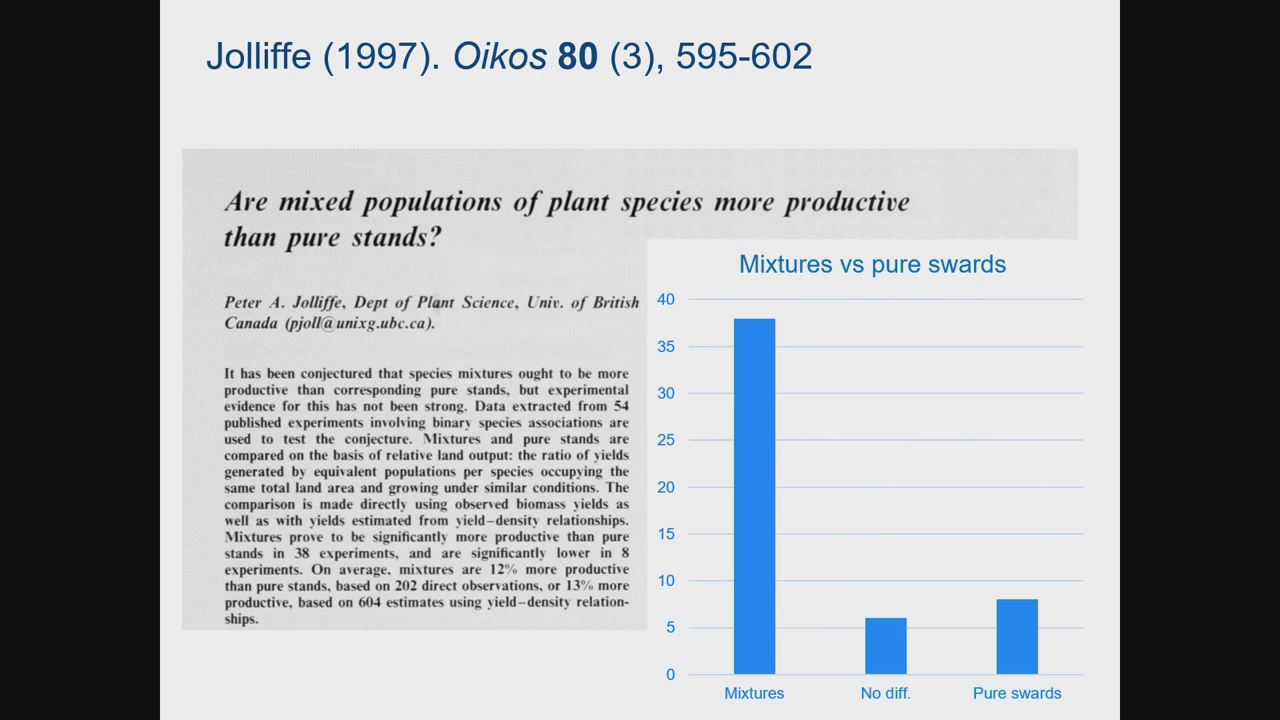 Jolliffe (1997). Oikos 80 (3), 595-602
Are mixed populations of plant species more productive
than pure stands?
Peter A. Jolliffe, Dept of Plant Science, Univ. of British
Canada (pjoll@unixg.ubc.ca).
It has been conjectured that species mixtures ought to be more
productive than corresponding pure stands, but experimental
evidence for this has not been strong. Data extracted from 54
published experiments involving binary species associations are
used to test the conjecture. Mixtures and pure stands are
compared on the basis of relative land output: the ratio of yields
generated by equivalent populations per species occupying the
same total land area and growing under similar conditions. The
comparison is made directly using observed biomass yields as
well as with yields estimated from yield–density relationships.
Mixtures prove to be significantly more productive than pure
stands in 38 experiments, and are significantly lower in 8
experiments. On average, mixtures are 12% more productive
than pure stands, based on 202 direct observations, or 13% more
productive, based on 604 estimates using yield–density relation-
ships.
Mixtures vs pure swards
40
35
30
25
20
15
10
5
0
Mixtures No diff. Pure swards